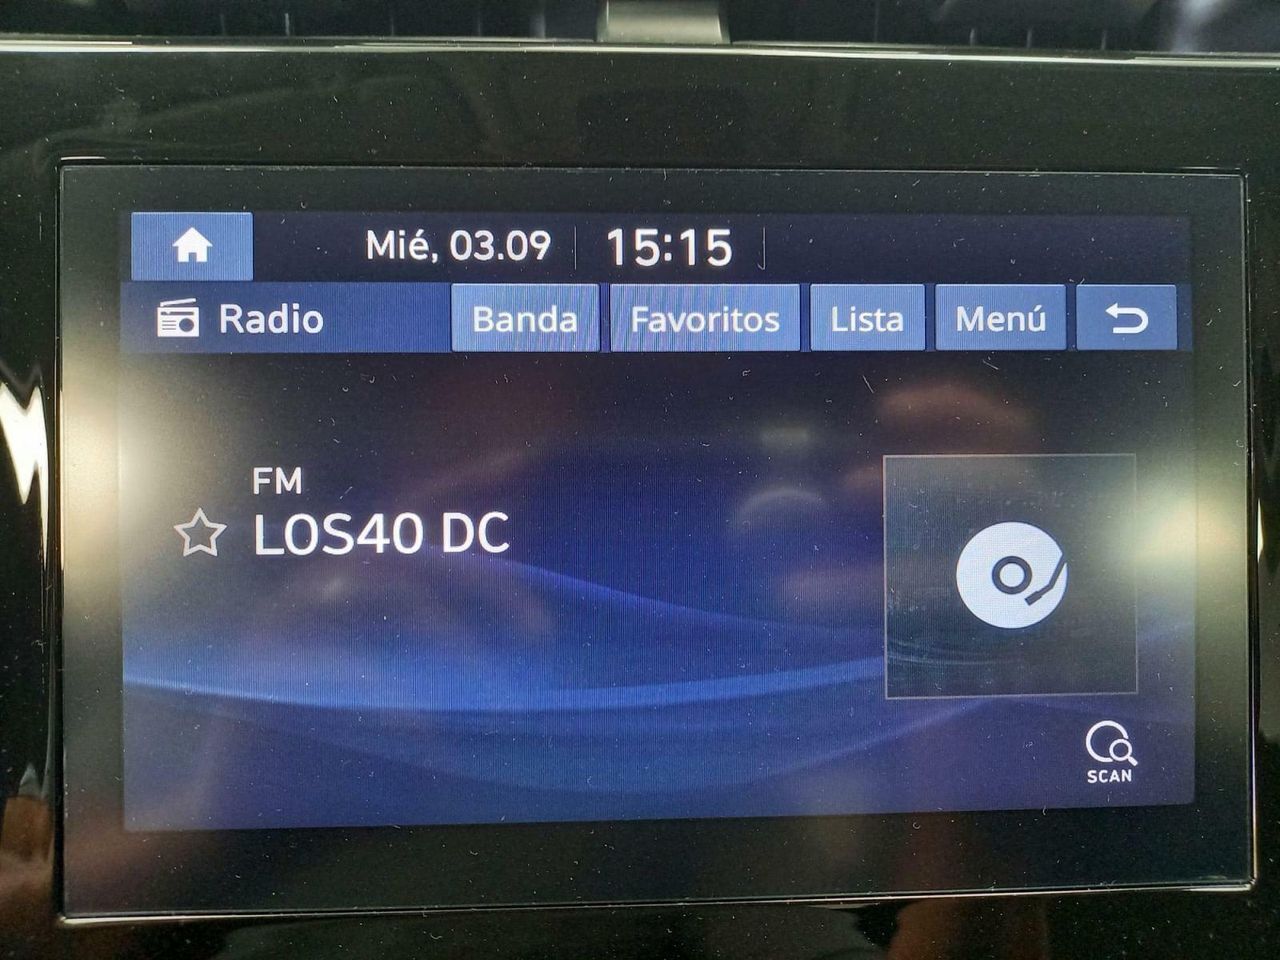 Mié, 03.09 15:15
Radio Banda Favoritos Lista Menú
FM
LOS40 DC
SCAN